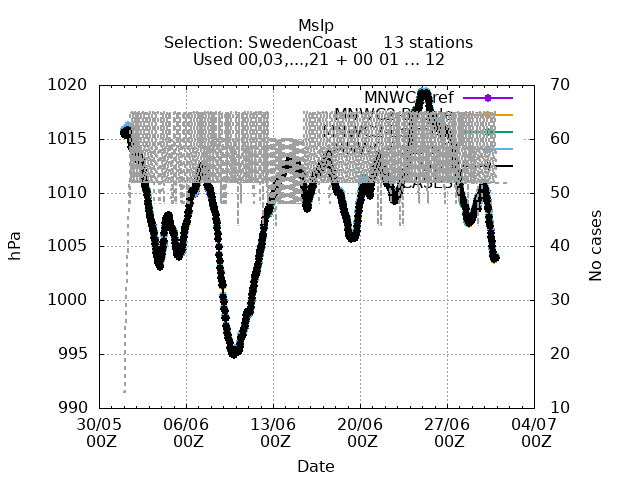 Mslp
Selection: SwedenCoast 13 stations
Used 00,03,...,21 + 00 01 ... 12
1020
1015
1010
1005
1000
995
990
70
60
50
40
30
20
10
hPa
No cases
CASES
30/05 00Z
06/06 00Z
13/06 00Z
20/06 00Z
27/06 00Z
04/07 00Z
Date